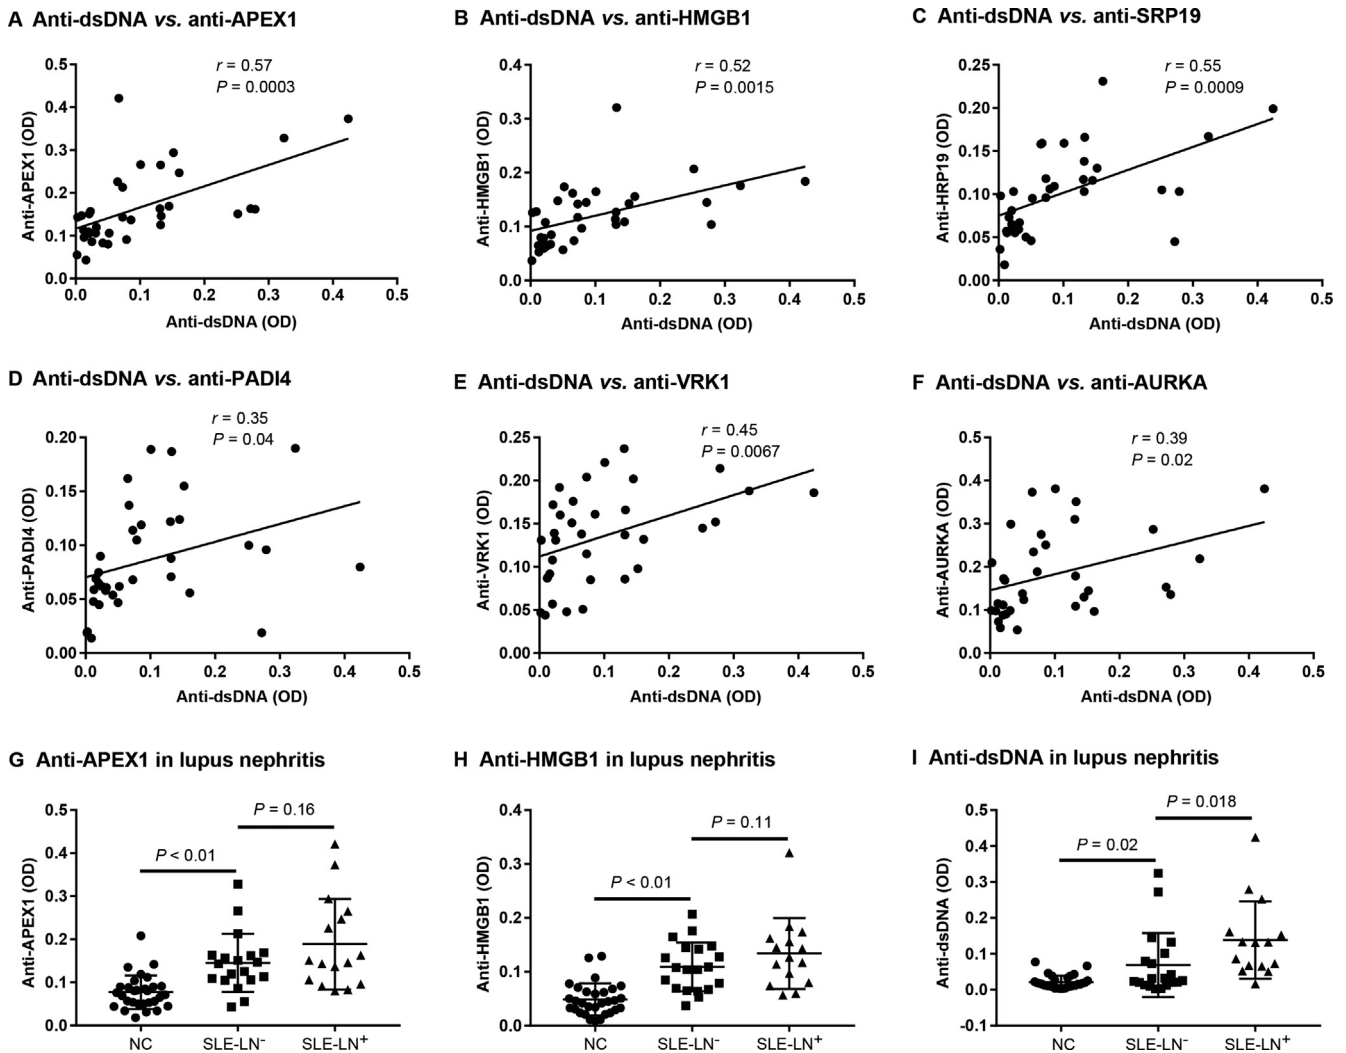 A Anti-dsDNA vs. anti-APEX1
r = 0.57
P = 0.0003
Anti-APEX1 (OD)
0.5
0.4
0.3
0.2
0.1
0.0
0.0 0.1 0.2 0.3 0.4 0.5
Anti-dsDNA (OD)
B Anti-dsDNA vs. anti-HMGB1
r = 0.52
P = 0.0015
Anti-HMGB1 (OD)
0.4
0.3
0.2
0.1
0.0
0.0 0.1 0.2 0.3 0.4 0.5
Anti-dsDNA (OD)
C Anti-dsDNA vs. anti-SRP19
r = 0.55
P = 0.0009
Anti-HRP19 (OD)
0.25
0.20
0.15
0.10
0.05
0.00
0.0 0.1 0.2 0.3 0.4 0.5
Anti-dsDNA (OD)
D Anti-dsDNA vs. anti-PADI4
r = 0.35
P = 0.04
Anti-PADI4 (OD)
0.20
0.15
0.10
0.05
0.00
0.0 0.1 0.2 0.3 0.4 0.5
Anti-dsDNA (OD)
E Anti-dsDNA vs. anti-VRK1
r = 0.45
P = 0.0067
Anti-VRK1 (OD)
0.25
0.20
0.15
0.10
0.05
0.00
0.0 0.1 0.2 0.3 0.4 0.5
Anti-dsDNA (OD)
F Anti-dsDNA vs. anti-AURKA
r = 0.39
P = 0.02
Anti-AURKA (OD)
0.5
0.4
0.3
0.2
0.1
0.0
0.0 0.1 0.2 0.3 0.4 0.5
Anti-dsDNA (OD)
G Anti-APEX1 in lupus nephritis
P = 0.16
P < 0.01
Anti-APEX1 (OD)
0.5
0.4
0.3
0.2
0.1
0.0
NC SLE-LN⁻ SLE-LN⁺
H Anti-HMGB1 in lupus nephritis
P = 0.11
P < 0.01
Anti-HMGB1 (OD)
0.4
0.3
0.2
0.1
0.0
NC SLE-LN⁻ SLE-LN⁺
I Anti-dsDNA in lupus nephritis
P = 0.018
P = 0.02
Anti-dsDNA (OD)
0.5
0.4
0.3
0.2
0.1
0.0
-0.1
NC SLE-LN⁻ SLE-LN⁺